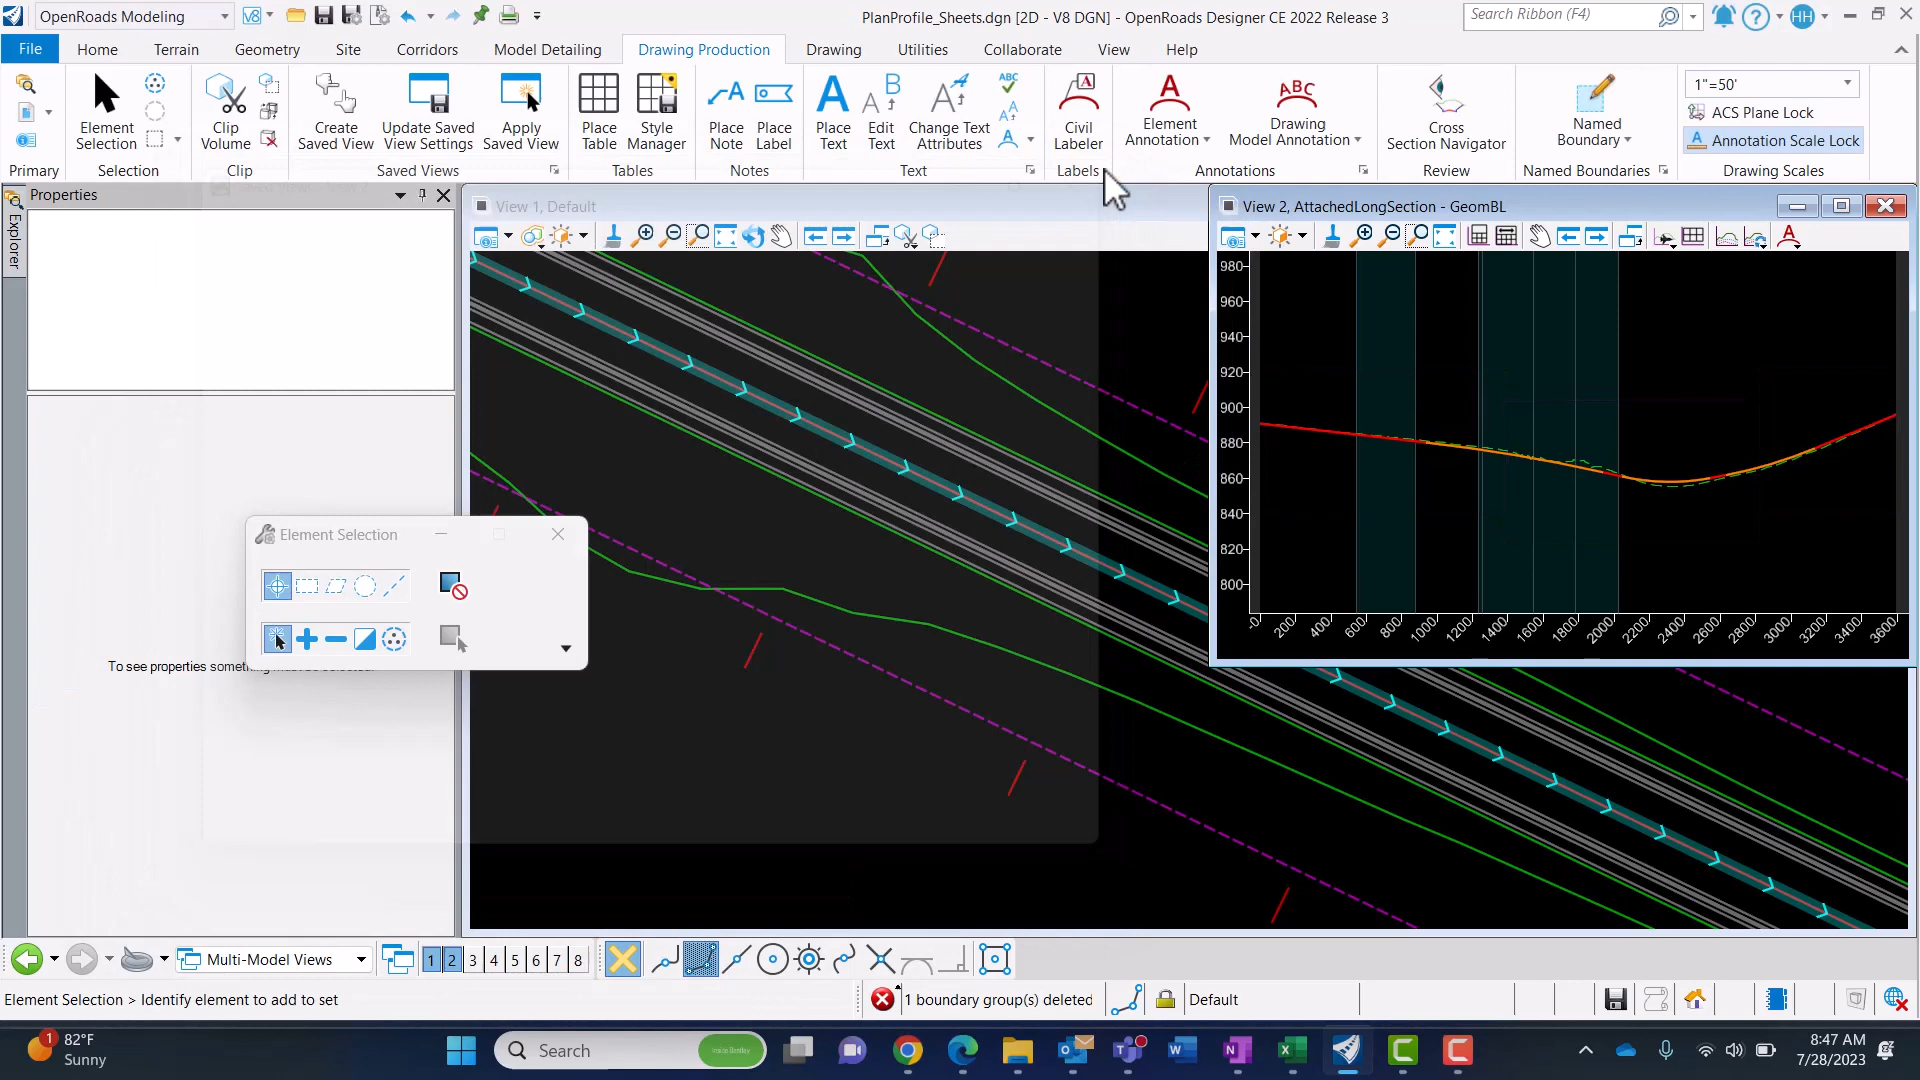 OpenRoads Modeling
PlanProfile_Sheets.dgn [2D - V8 DGN] - OpenRoads Designer CE 2022 Release 3
Search Ribbon (F4)
HH
File
Home
Terrain
Geometry
Site
Corridors
Model Detailing
Drawing Production
Drawing
Utilities
Collaborate
View
Help
Element Selection
Clip Volume
Create Saved View
Update Saved View Settings
Apply Saved View
Place Table
Style Manager
Place Note
Place Label
Place Text
Edit Text
Change Text Attributes
Civil Labeler
Element Annotation
Drawing Model Annotation
Cross Section Navigator
Named Boundary
1"=50'
ACS Plane Lock
Annotation Scale Lock
Primary
Selection
Clip
Saved Views
Tables
Notes
Text
Labels
Annotations
Review
Named Boundaries
Drawing Scales
Explorer
Properties
View 1, Default
View 2, AttachedLongSection - GeomBL
980
960
940
920
900
880
860
840
820
800
-0
200
400
600
800
1000
1200
1400
1600
1800
2000
2200
2400
2600
2800
3000
3200
3400
3600
Element Selection
To see properties something must be selected.
Multi-Model Views
1 2 3 4 5 6 7 8
Element Selection > Identify element to add to set
1 boundary group(s) deleted
Default
1
82°F
Sunny
Search
8:47 AM
7/28/2023